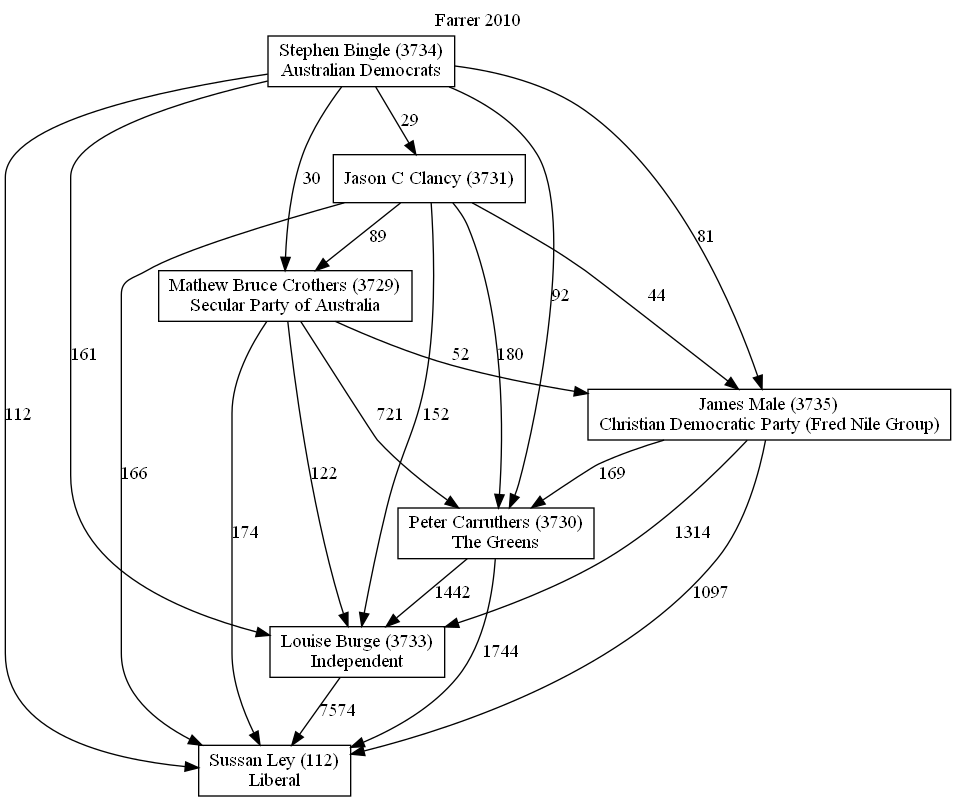 Farrer 2010
Stephen Bingle (3734)
Australian Democrats
29
Jason C Clancy (3731)
30
81
89
Mathew Bruce Crothers (3729)
Secular Party of Australia
92
44
161
52
180
112
721
152
James Male (3735)
Christian Democratic Party (Fred Nile Group)
166
122
169
Peter Carruthers (3730)
The Greens
174
1314
1442
1097
Louise Burge (3733)
Independent
1744
7574
Sussan Ley (112)
Liberal